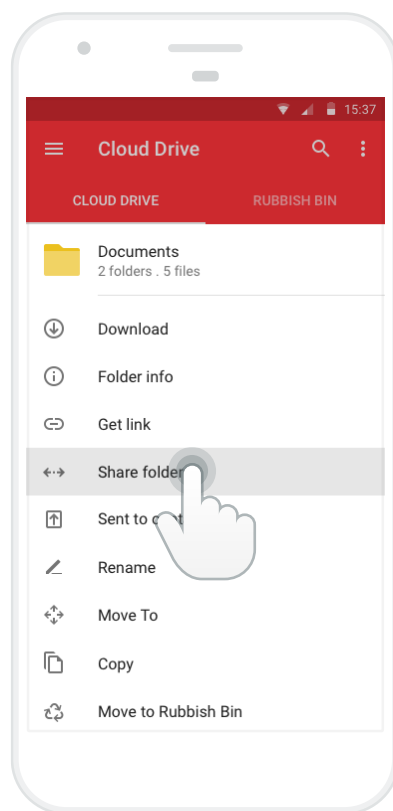 15:37
Cloud Drive
CLOUD DRIVE RUBBISH BIN
Documents
2 folders . 5 files
Download
Folder info
Get link
Share folder
Sent to
Rename
Move To
Copy
Move to Rubbish Bin